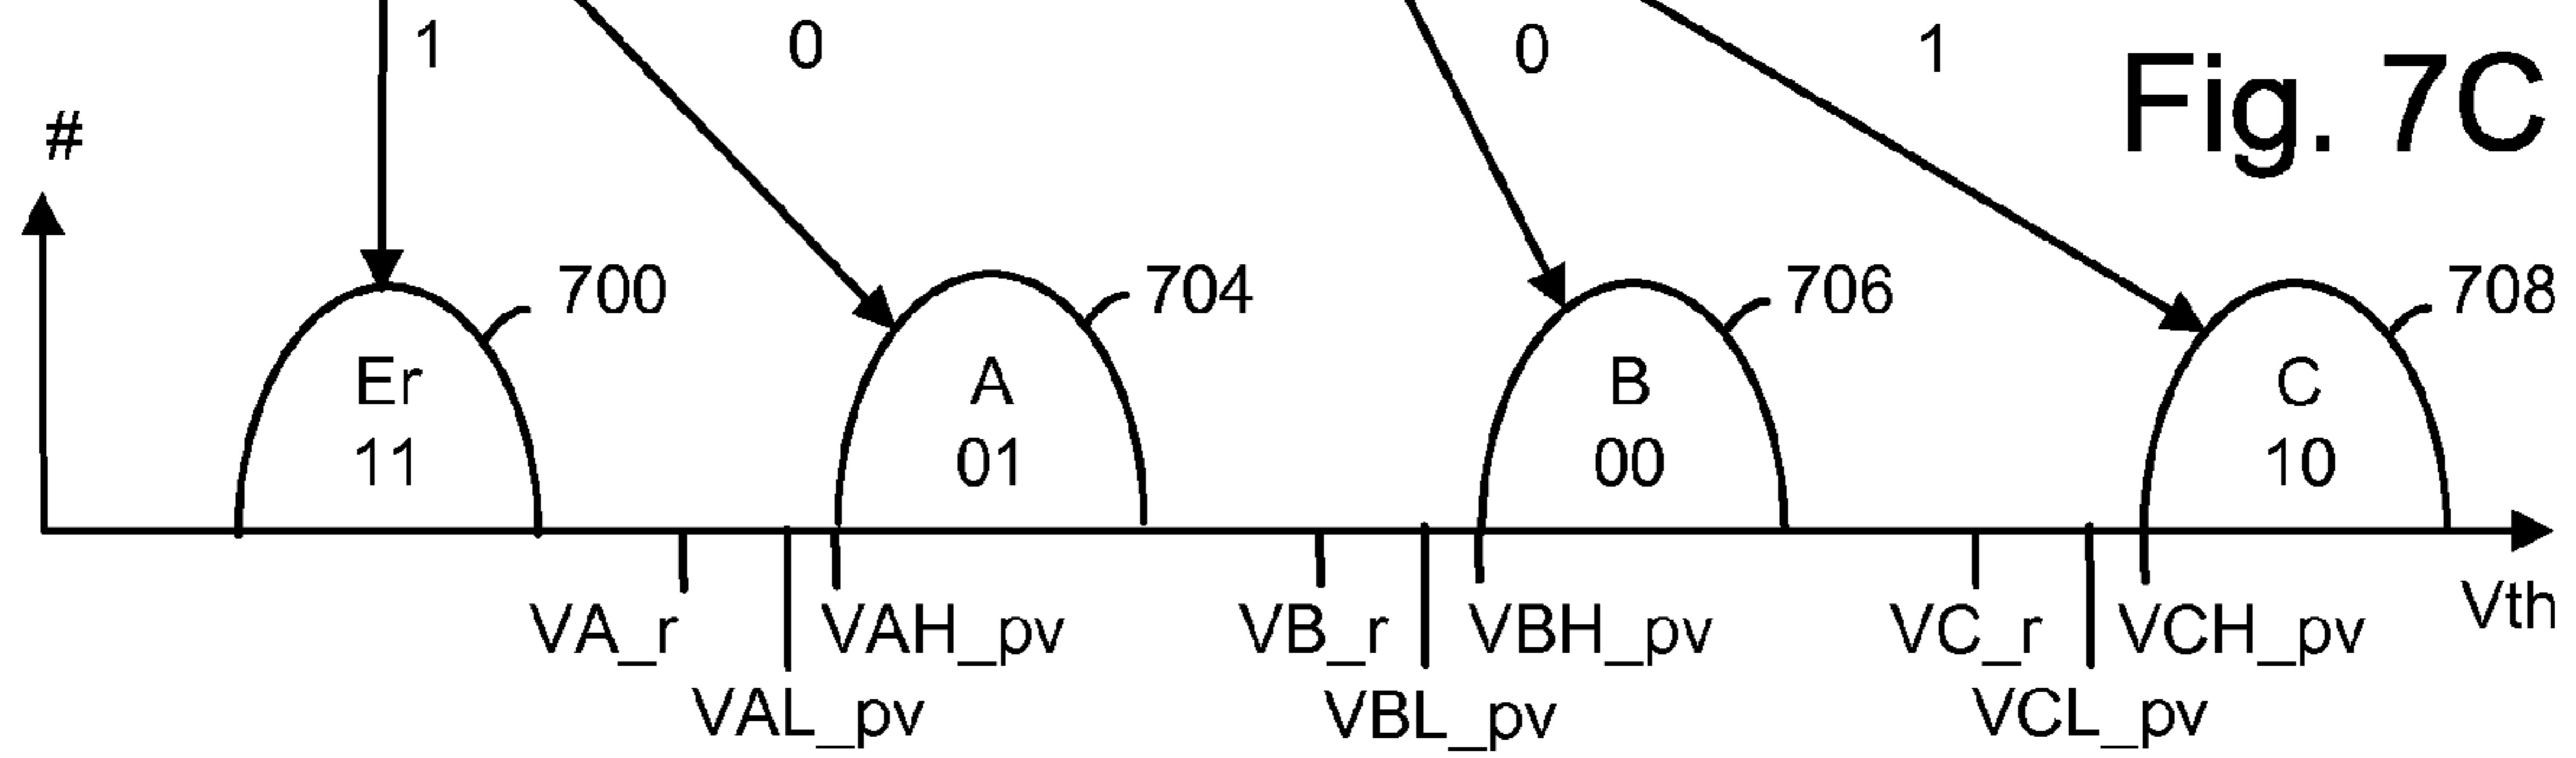 1 0 0 1
Fig. 7C
#
700 704 706 708
Er A B C
11 01 00 10
VA_r VAH_pv VB_r VBH_pv VC_r VCH_pv Vth
VAL_pv VBL_pv VCL_pv